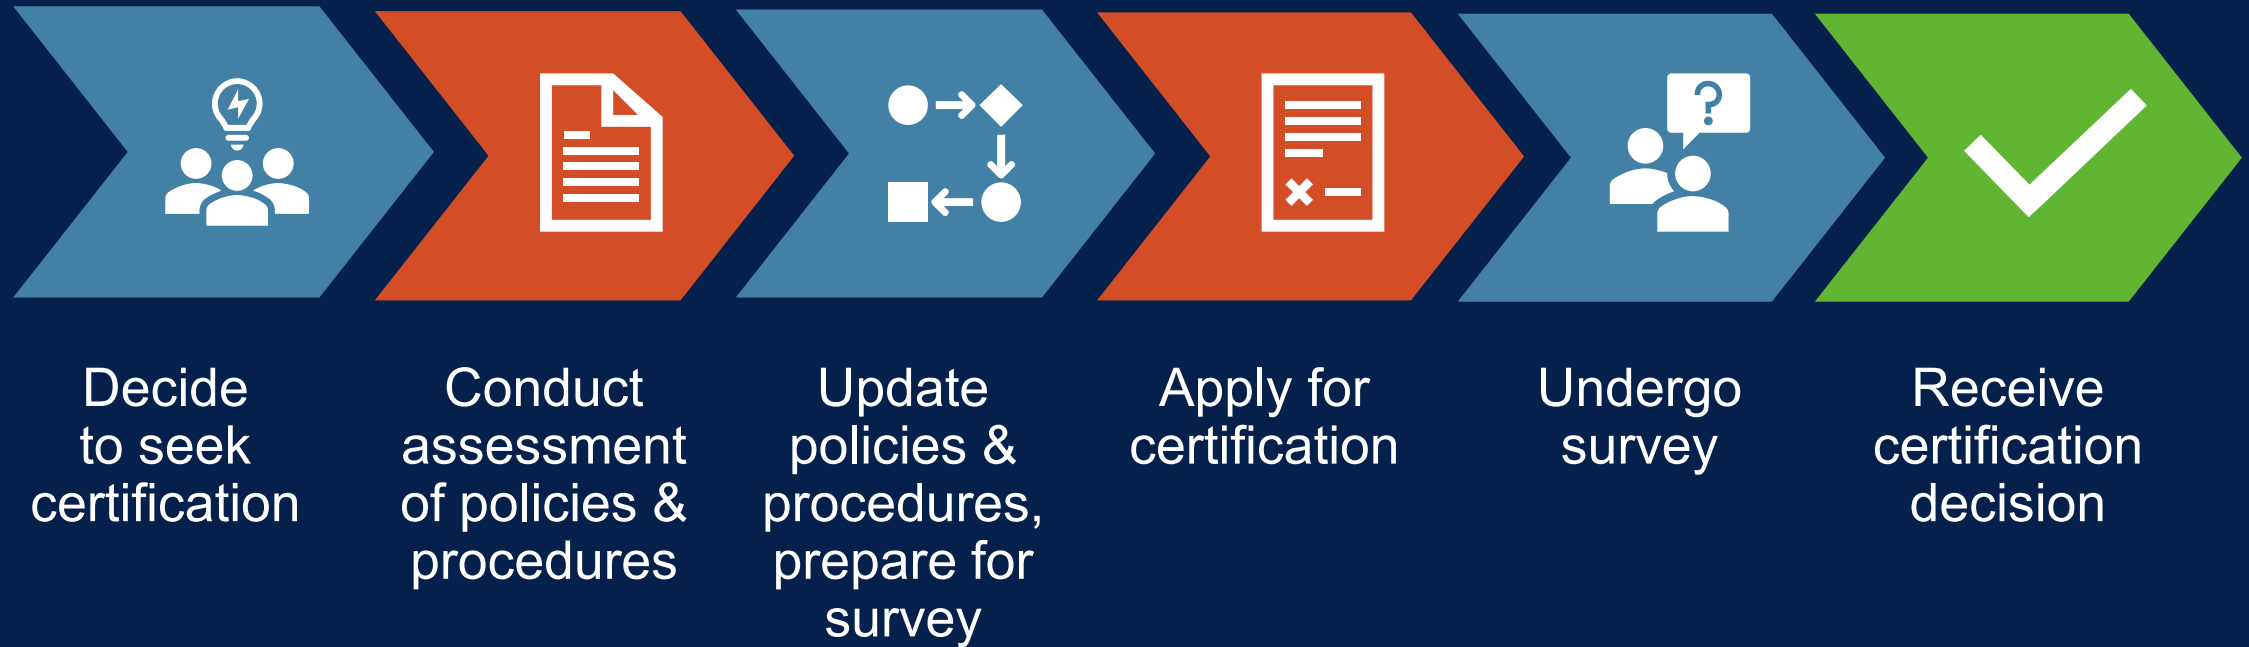 Decide
to seek
certification
Conduct
assessment
of policies &
procedures
Update
policies &
procedures,
prepare for
survey
Apply for
certification
Undergo
survey
Receive
certification
decision
?